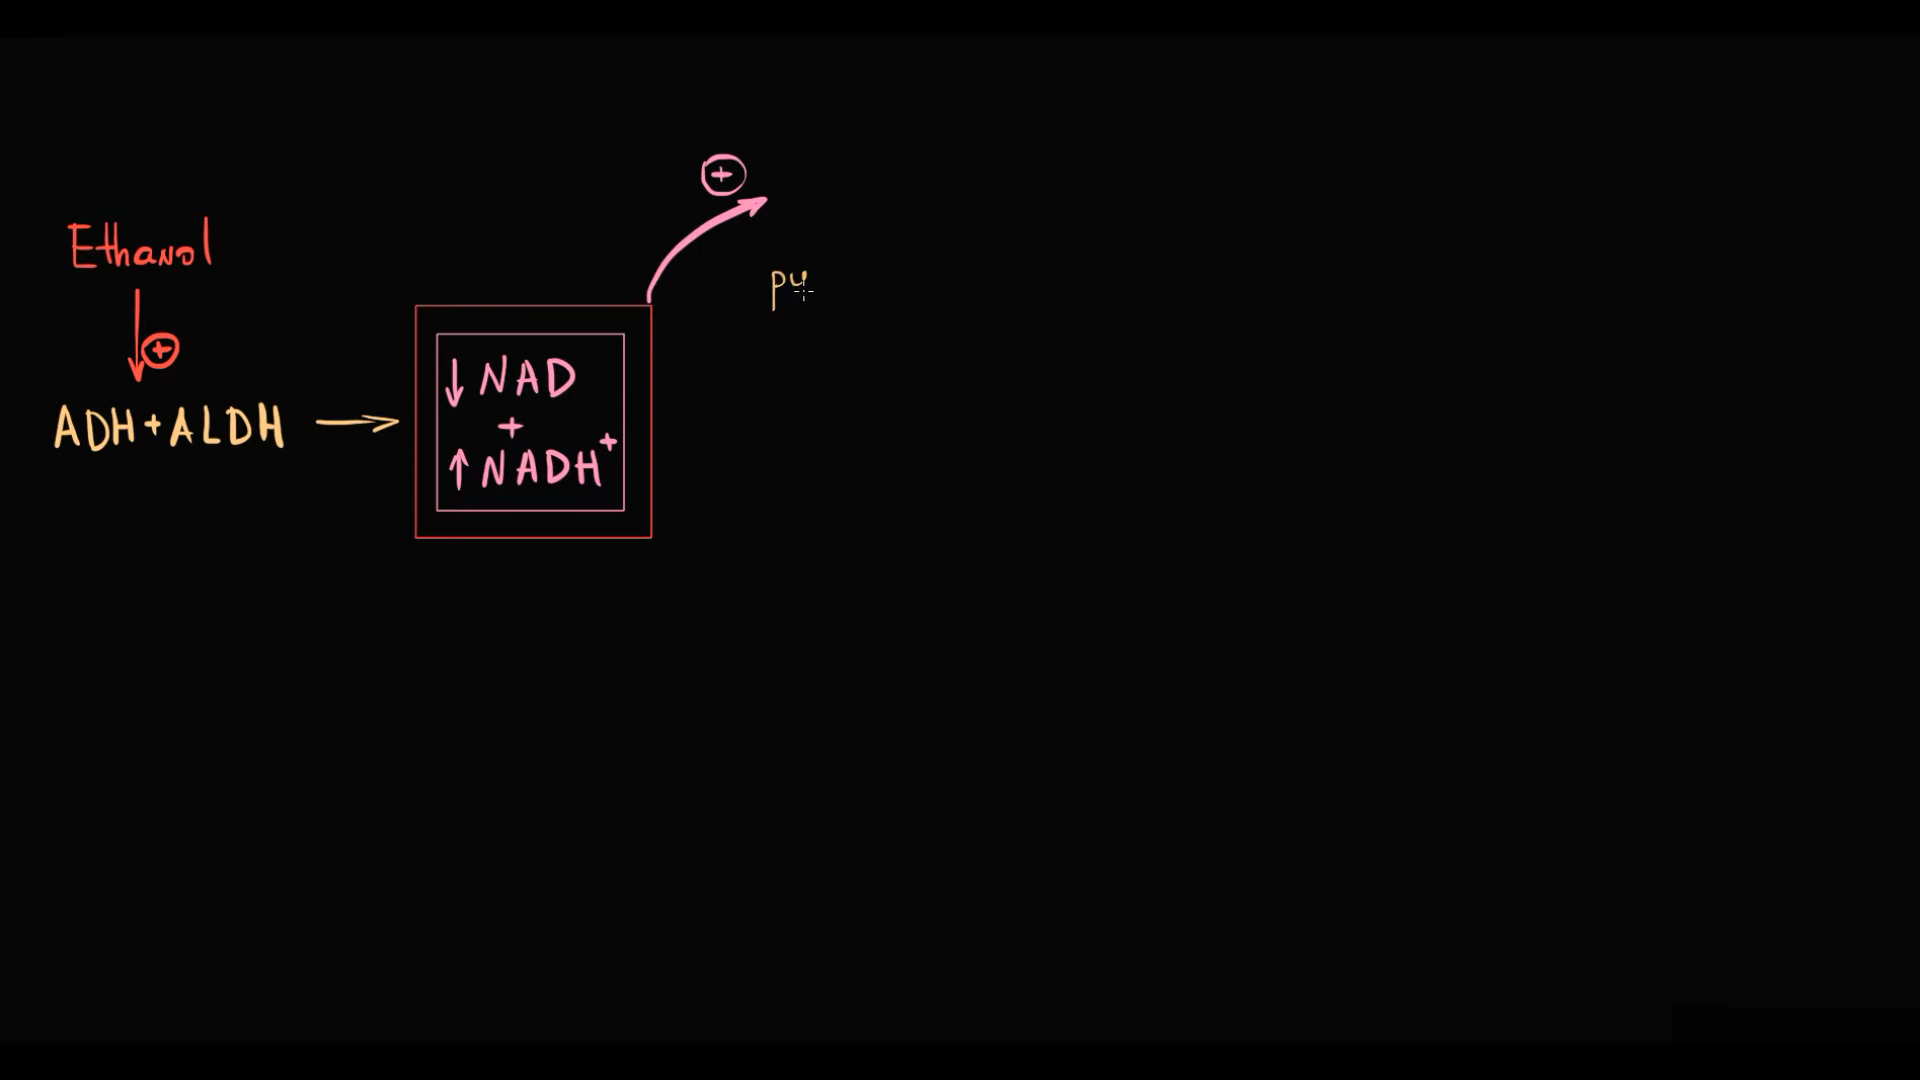 Ethanol
⊕
ADH+ALDH →
↓ NAD
+
↑ NADH⁺
⊕
py